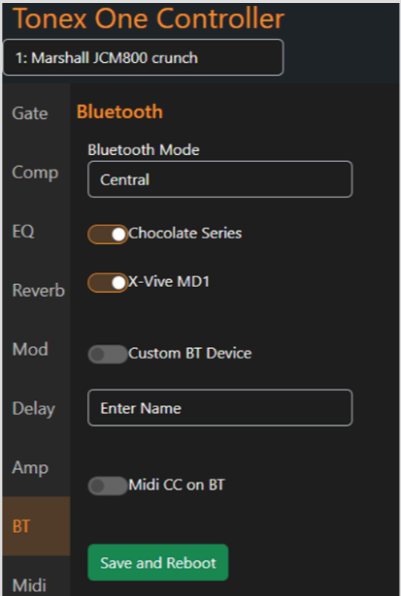 Tonex One Controller
1: Marshall JCM800 crunch
Gate
Bluetooth
Bluetooth Mode
Comp
Central
EQ
Chocolate Series
Reverb
X-Vive MD1
Mod
Custom BT Device
Delay
Enter Name
Amp
Midi CC on BT
BT
Save and Reboot
Midi